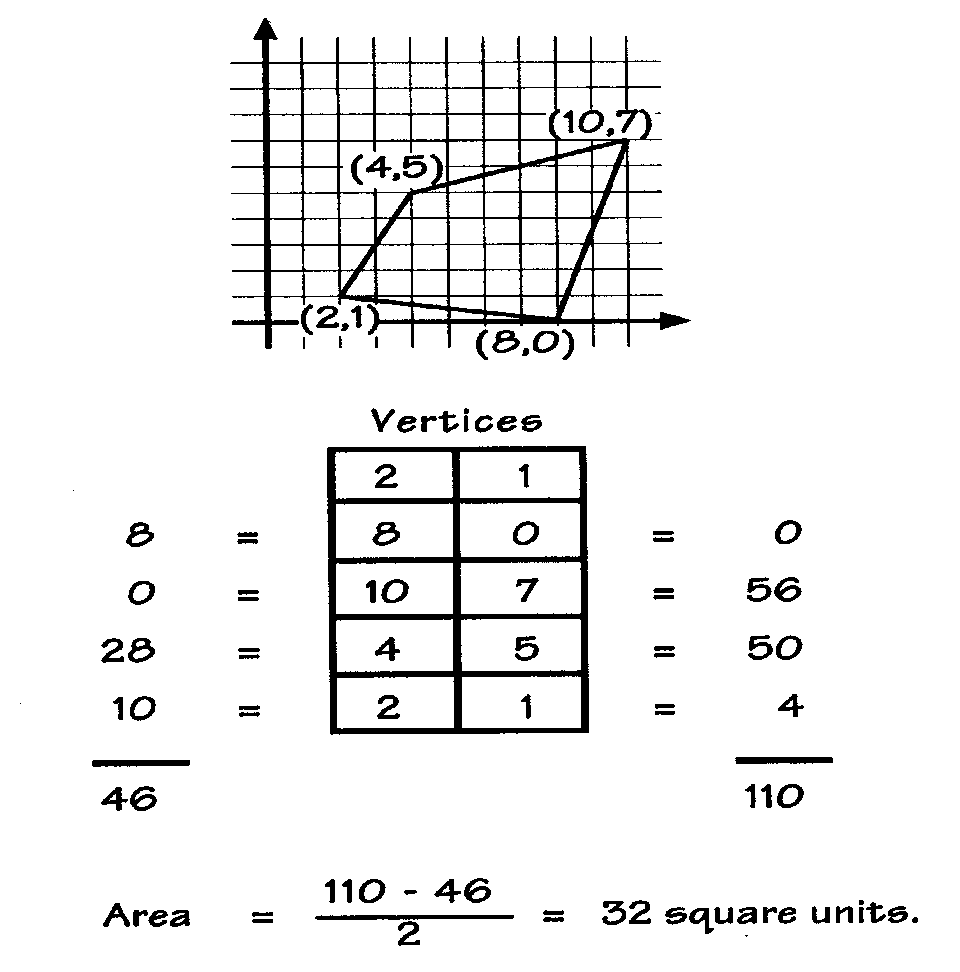 (10,7)
(4,5)
(2,1)
(8,0)
Vertices
2 1
8 = 8 0 = 0
0 = 10 7 = 56
28 = 4 5 = 50
10 = 2 1 = 4
46 110
Area = 110 - 46 / 2 = 32 square units.